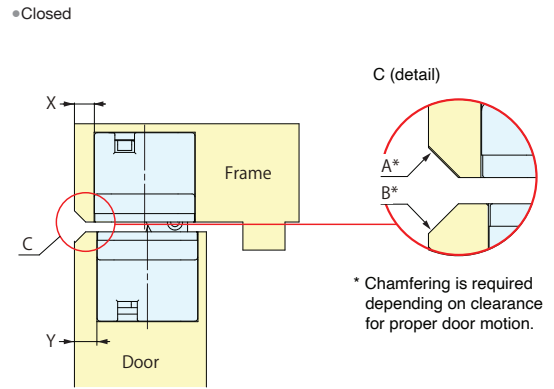 ●Closed
C (detail)
X
A*
Frame
B*
C
* Chamfering is required
depending on clearance
for proper door motion.
Y
Door